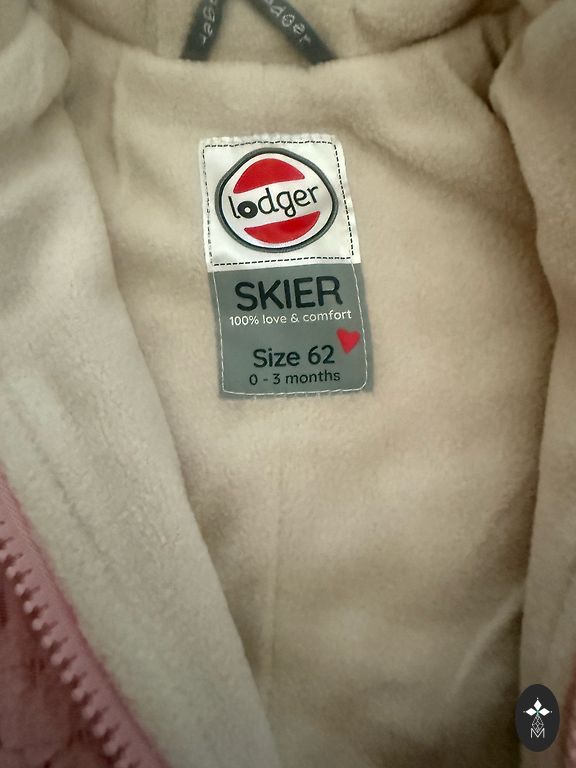 lodger
SKIER
100% love & comfort
Size 62
0 - 3 months